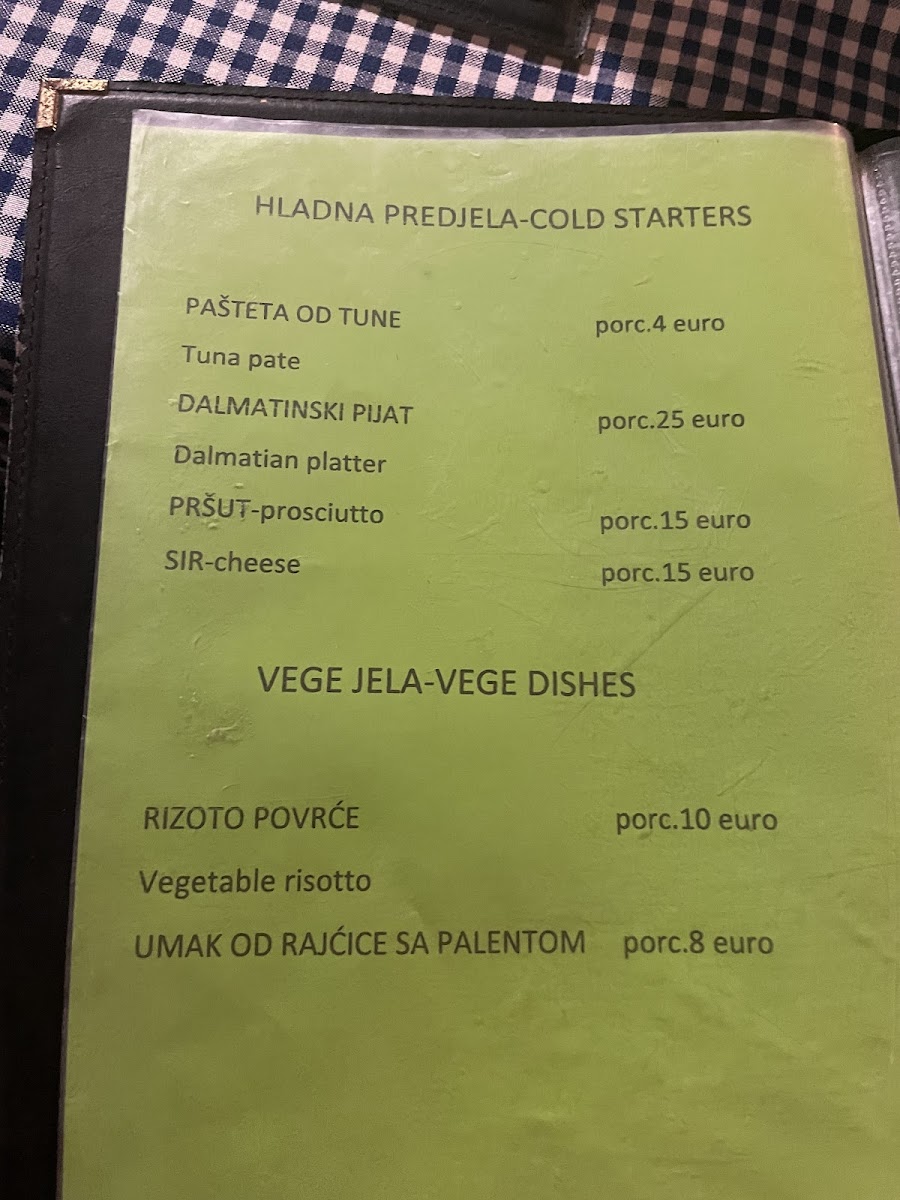 HLADNA PREDJELA-COLD STARTERS
PAŠTETA OD TUNE porc.4 euro
Tuna pate
DALMATINSKI PIJAT porc.25 euro
Dalmatian platter
PRŠUT-prosciutto porc.15 euro
SIR-cheese porc.15 euro
VEGE JELA-VEGE DISHES
RIZOTO POVRĆE porc.10 euro
Vegetable risotto
UMAK OD RAJĆICE SA PALENTOM porc.8 euro